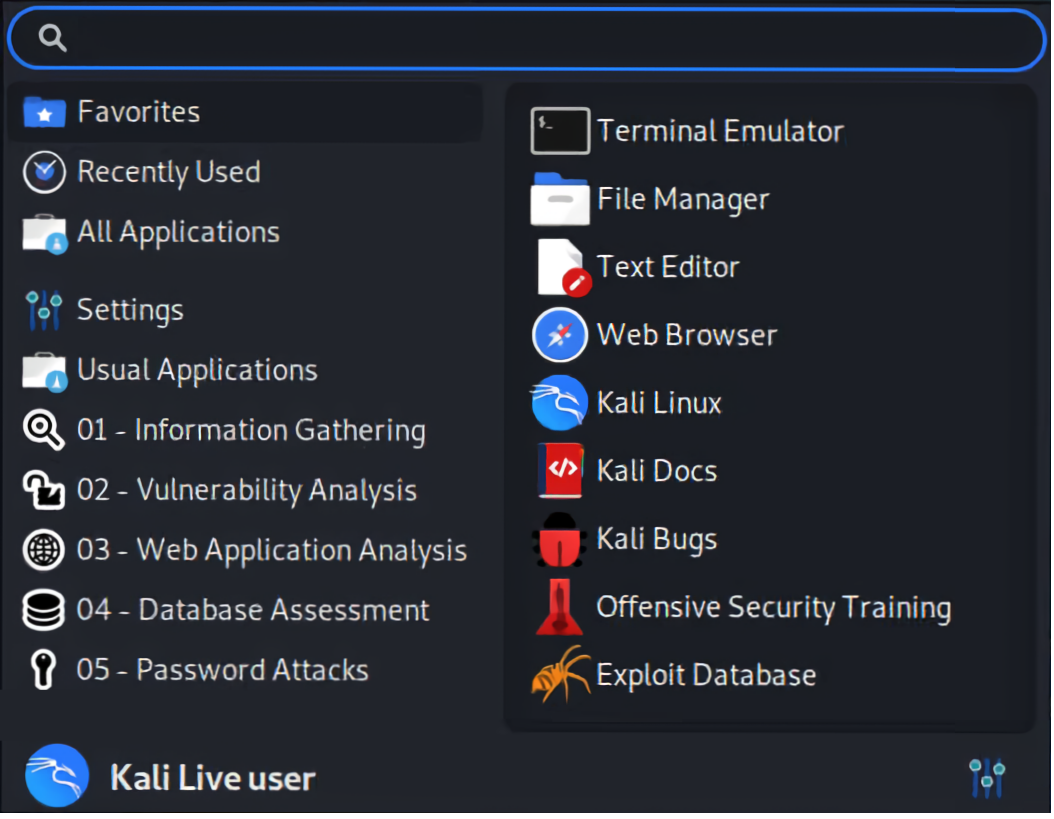 Favorites
Recently Used
All Applications
Settings
Usual Applications
01 - Information Gathering
02 - Vulnerability Analysis
03 - Web Application Analysis
04 - Database Assessment
05 - Password Attacks
$_
Terminal Emulator
File Manager
Text Editor
Web Browser
Kali Linux
</>
Kali Docs
Kali Bugs
Offensive Security Training
Exploit Database
Kali Live user